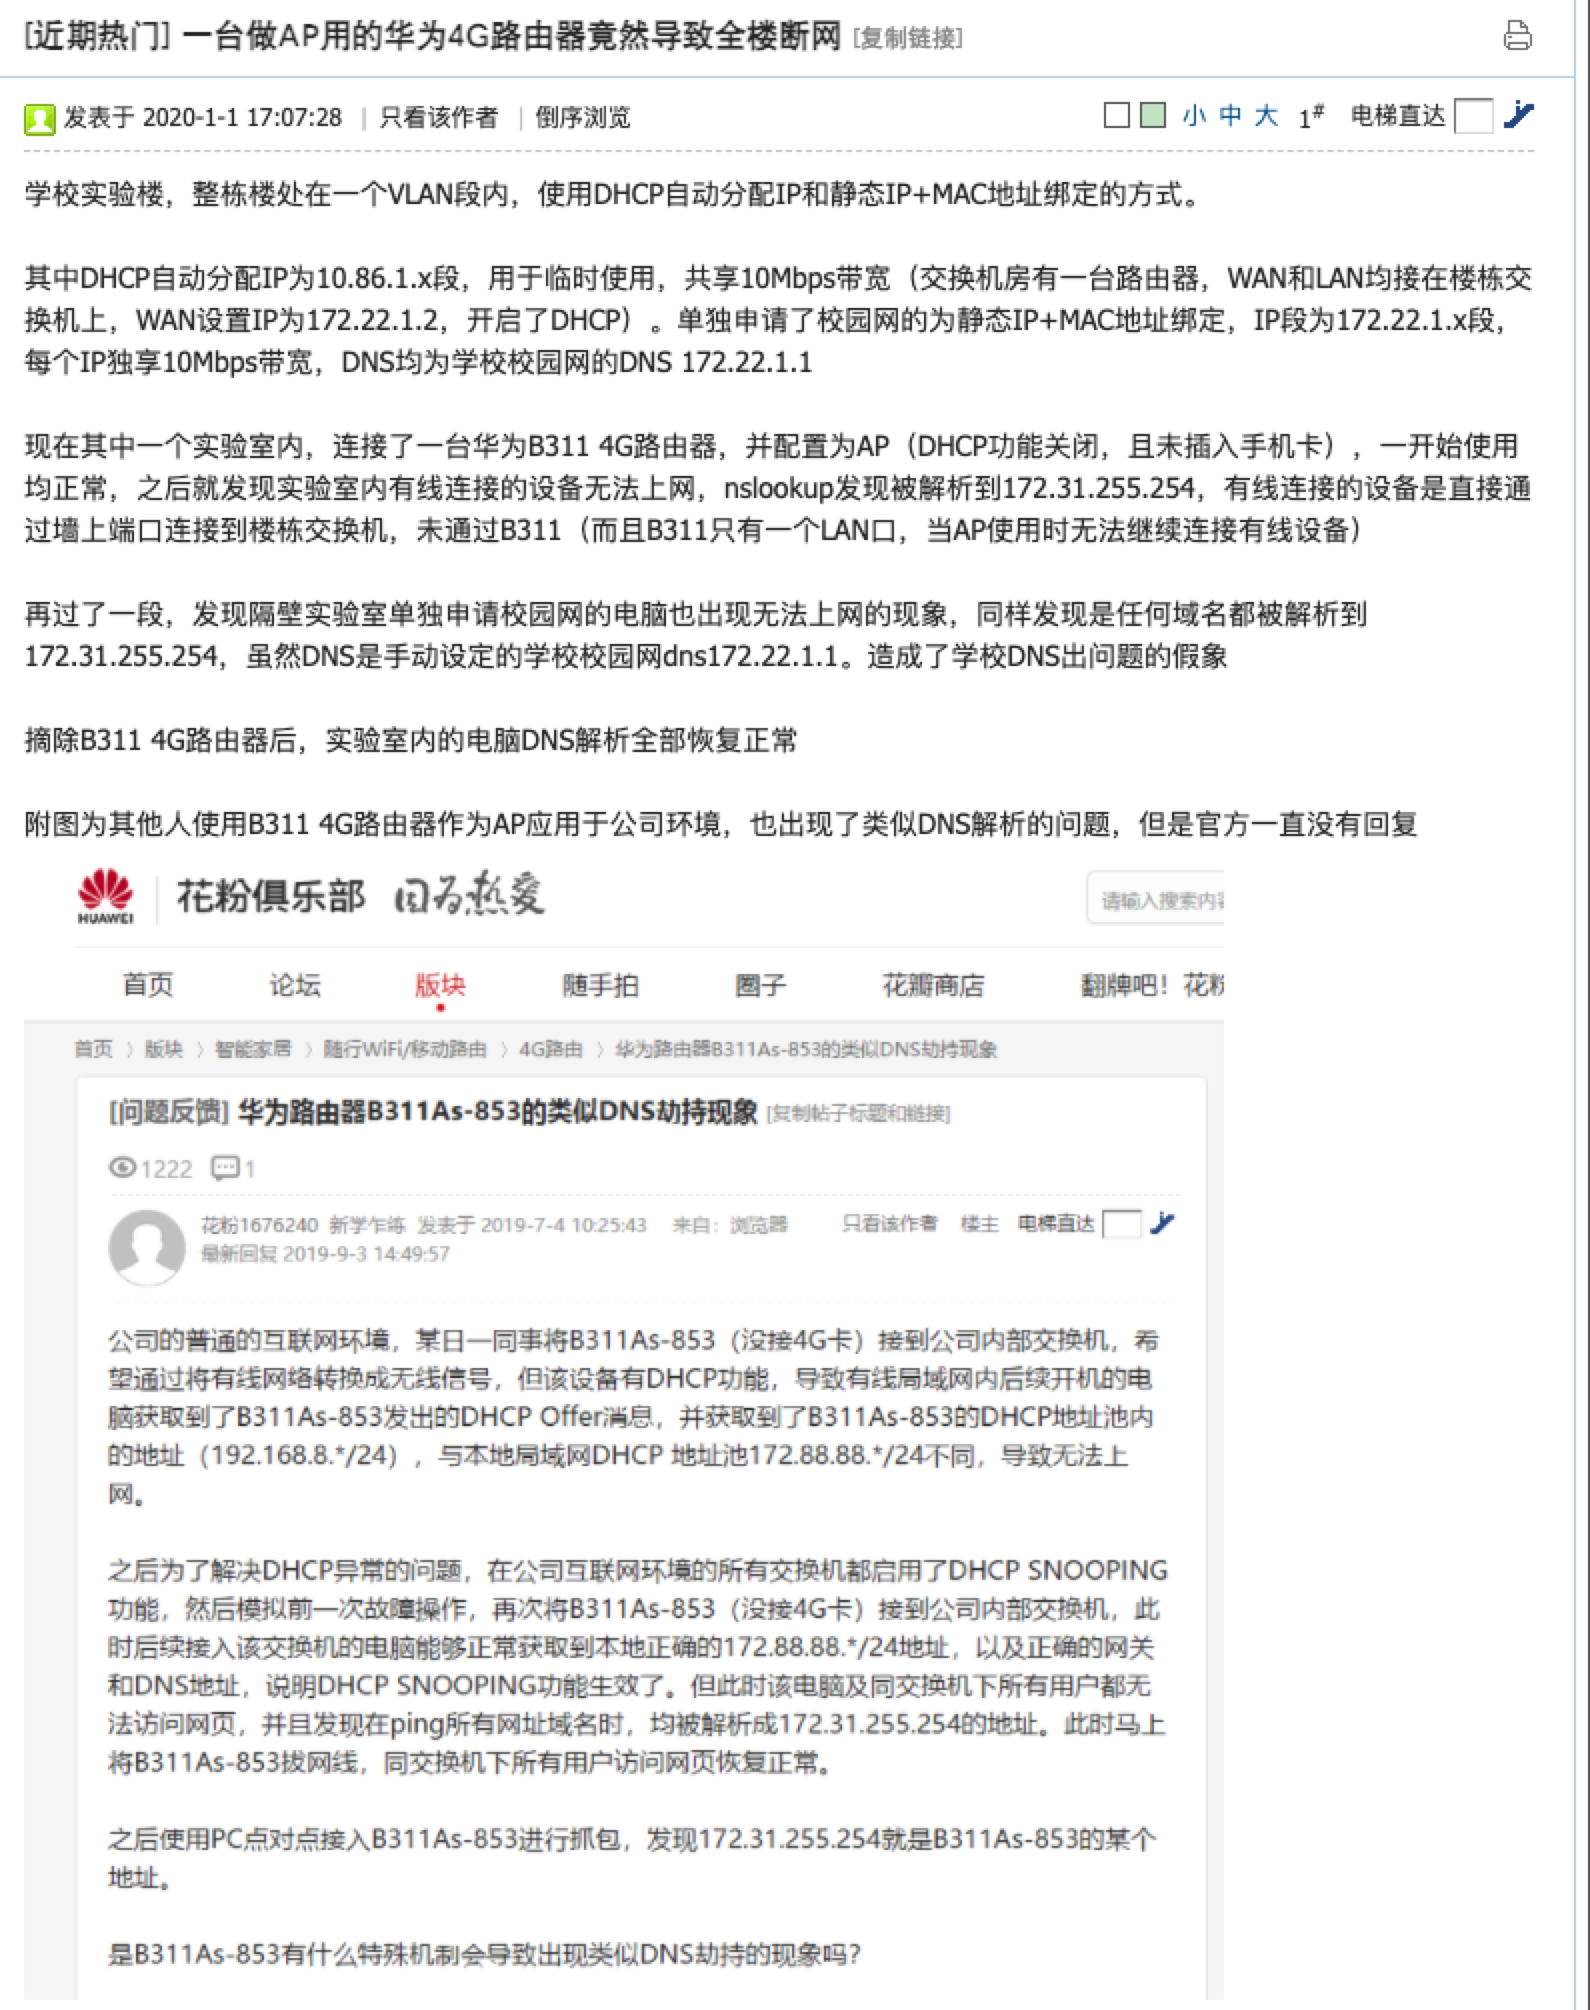 [近期热门] 一台做AP用的华为4G路由器竟然导致全楼断网 [复制链接]
发表于 2020-1-1 17:07:28 | 只看该作者 | 倒序浏览 小 中 大 1# 电梯直达
学校实验楼，整栋楼处在一个VLAN段内，使用DHCP自动分配IP和静态IP+MAC地址绑定的方式。
其中DHCP自动分配IP为10.86.1.x段，用于临时使用，共享10Mbps带宽（交换机房有一台路由器，WAN和LAN均接在楼栋交
换机上，WAN设置IP为172.22.1.2，开启了DHCP）。单独申请了校园网的为静态IP+MAC地址绑定，IP段为172.22.1.x段，
每个IP独享10Mbps带宽，DNS均为学校校园网的DNS 172.22.1.1
现在其中一个实验室内，连接了一台华为B311 4G路由器，并配置为AP（DHCP功能关闭，且未插入手机卡），一开始使用
均正常，之后就发现实验室内有线连接的设备无法上网，nslookup发现被解析到172.31.255.254，有线连接的设备是直接通
过墙上端口连接到楼栋交换机，未通过B311（而且B311只有一个LAN口，当AP使用时无法继续连接有线设备）
再过了一段，发现隔壁实验室单独申请校园网的电脑也出现无法上网的现象，同样发现是任何域名都被解析到
172.31.255.254，虽然DNS是手动设定的学校校园网dns172.22.1.1。造成了学校DNS出问题的假象
摘除B311 4G路由器后，实验室内的电脑DNS解析全部恢复正常
附图为其他人使用B311 4G路由器作为AP应用于公司环境，也出现了类似DNS解析的问题，但是官方一直没有回复
HUAWEI 花粉俱乐部 因为热爱 请输入搜索内容
首页 论坛 版块 随手拍 圈子 花瓣商店 翻牌吧！花粉
首页 〉版块 〉智能家居 〉随行WiFi/移动路由 〉4G路由 〉华为路由器B311As-853的类似DNS劫持现象
[问题反馈] 华为路由器B311As-853的类似DNS劫持现象 [复制帖子标题和链接]
1222 1
花粉1676240 新学乍练 发表于 2019-7-4 10:25:43 来自：浏览器 只看该作者 楼主 电梯直达
最新回复 2019-9-3 14:49:57
公司的普通的互联网环境，某日一同事将B311As-853（没接4G卡）接到公司内部交换机，希
望通过将有线网络转换成无线信号，但该设备有DHCP功能，导致有线局域网内后续开机的电
脑获取到了B311As-853发出的DHCP Offer消息，并获取到了B311As-853的DHCP地址池内
的地址（192.168.8.*/24），与本地局域网DHCP 地址池172.88.88.*/24不同，导致无法上
网。
之后为了解决DHCP异常的问题，在公司互联网环境的所有交换机都启用了DHCP SNOOPING
功能，然后模拟前一次故障操作，再次将B311As-853（没接4G卡）接到公司内部交换机，此
时后续接入该交换机的电脑能够正常获取到本地正确的172.88.88.*/24地址，以及正确的网关
和DNS地址，说明DHCP SNOOPING功能生效了。但此时该电脑及同交换机下所有用户都无
法访问网页，并且发现在ping所有网址域名时，均被解析成172.31.255.254的地址。此时马上
将B311As-853拔网线，同交换机下所有用户访问网页恢复正常。
之后使用PC点对点接入B311As-853进行抓包，发现172.31.255.254就是B311As-853的某个
地址。
是B311As-853有什么特殊机制会导致出现类似DNS劫持的现象吗？